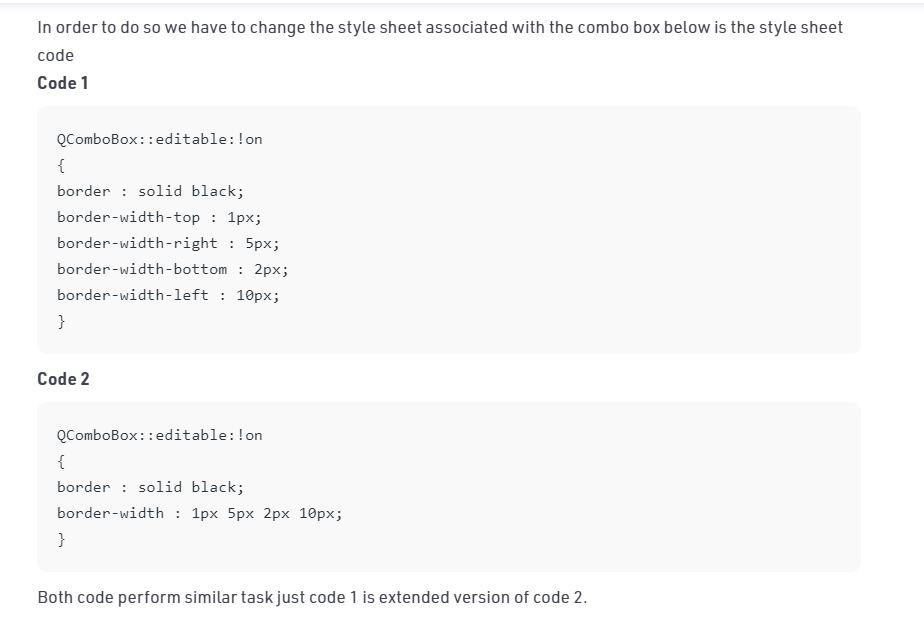 In order to do so we have to change the style sheet associated with the combo box below is the style sheet
code
Code 1
QComboBox::editable:!on
{
border : solid black;
border-width-top : 1px;
border-width-right : 5px;
border-width-bottom : 2px;
border-width-left : 10px;
}
Code 2
QComboBox::editable:!on
{
border : solid black;
border-width : 1px 5px 2px 10px;
}
Both code perform similar task just code 1 is extended version of code 2.